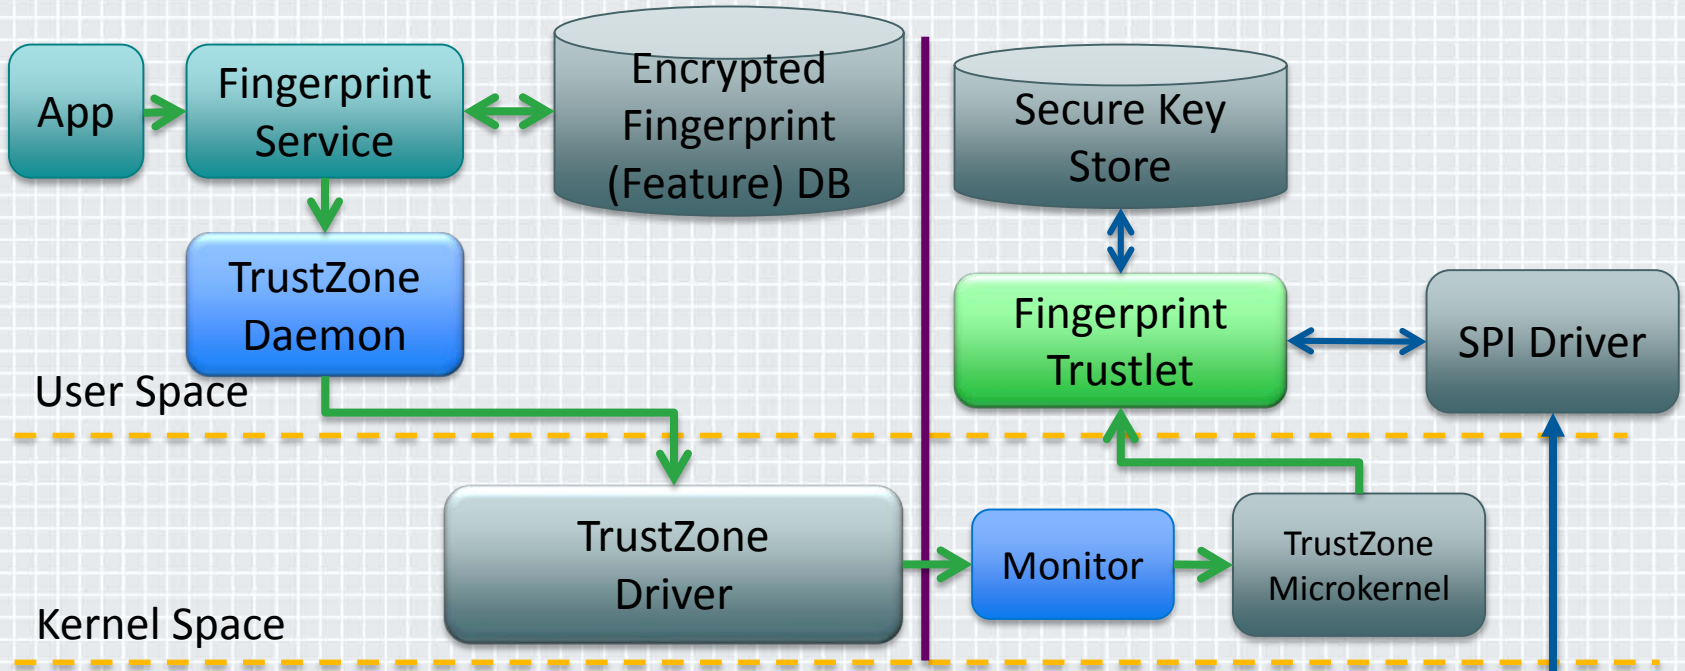 App
Fingerprint
Service
Encrypted
Fingerprint
(Feature) DB
Secure Key
Store
TrustZone
Daemon
Fingerprint
Trustlet
SPI Driver
User Space
TrustZone
Driver
Monitor
TrustZone
Microkernel
Kernel Space